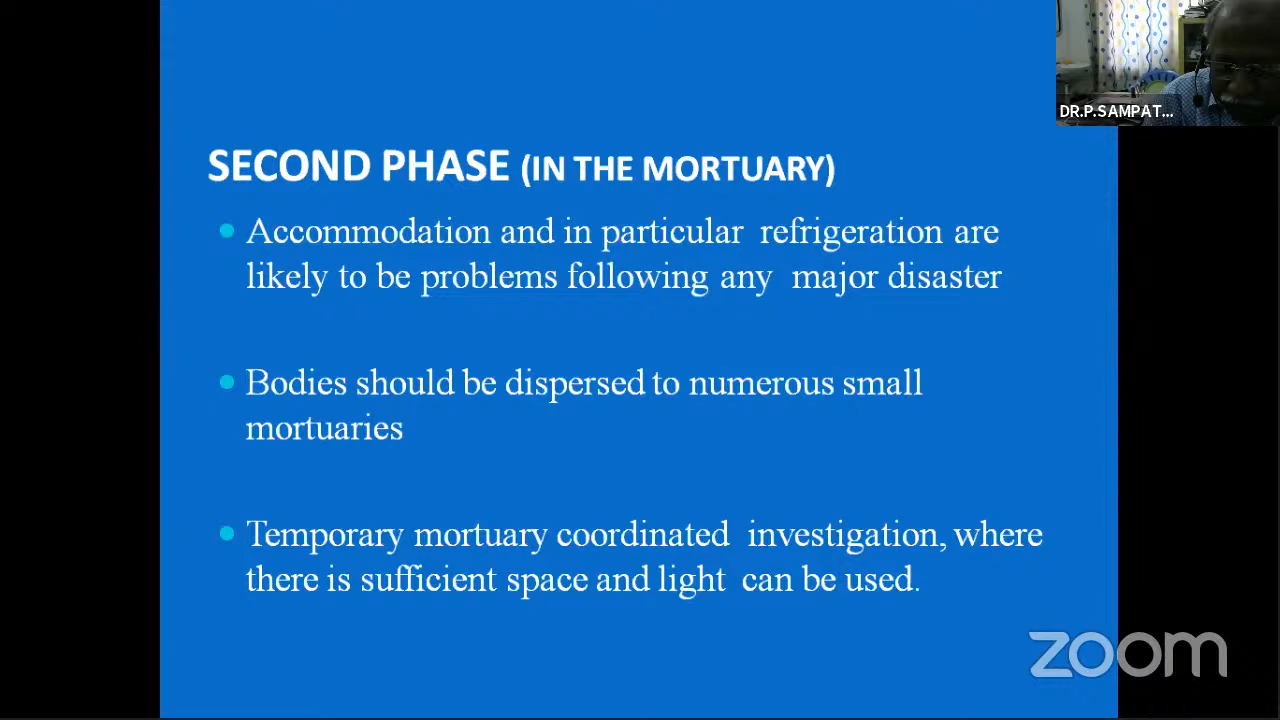 DR.P.SAMPAT...
SECOND PHASE (IN THE MORTUARY)
Accommodation and in particular refrigeration are
likely to be problems following any major disaster
Bodies should be dispersed to numerous small
mortuaries
Temporary mortuary coordinated investigation, where
there is sufficient space and light can be used.
zoom